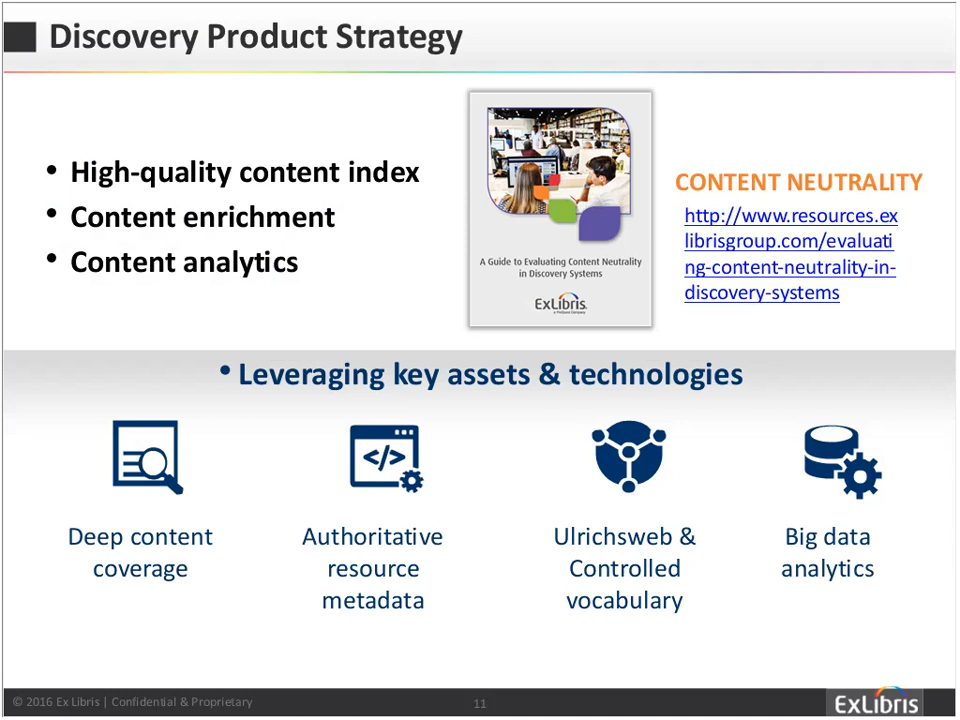 Discovery Product Strategy
• High-quality content index
• Content enrichment
• Content analytics
A Guide to Evaluating Content Neutrality
in Discovery Systems
ExLibris
a ProQuest Company
CONTENT NEUTRALITY
http://www.resources.ex
librisgroup.com/evaluati
ng-content-neutrality-in-
discovery-systems
• Leveraging key assets & technologies
</>
Deep content
coverage
Authoritative
resource
metadata
Ulrichsweb &
Controlled
vocabulary
Big data
analytics
© 2016 Ex Libris | Confidential & Proprietary
11
ExLibris